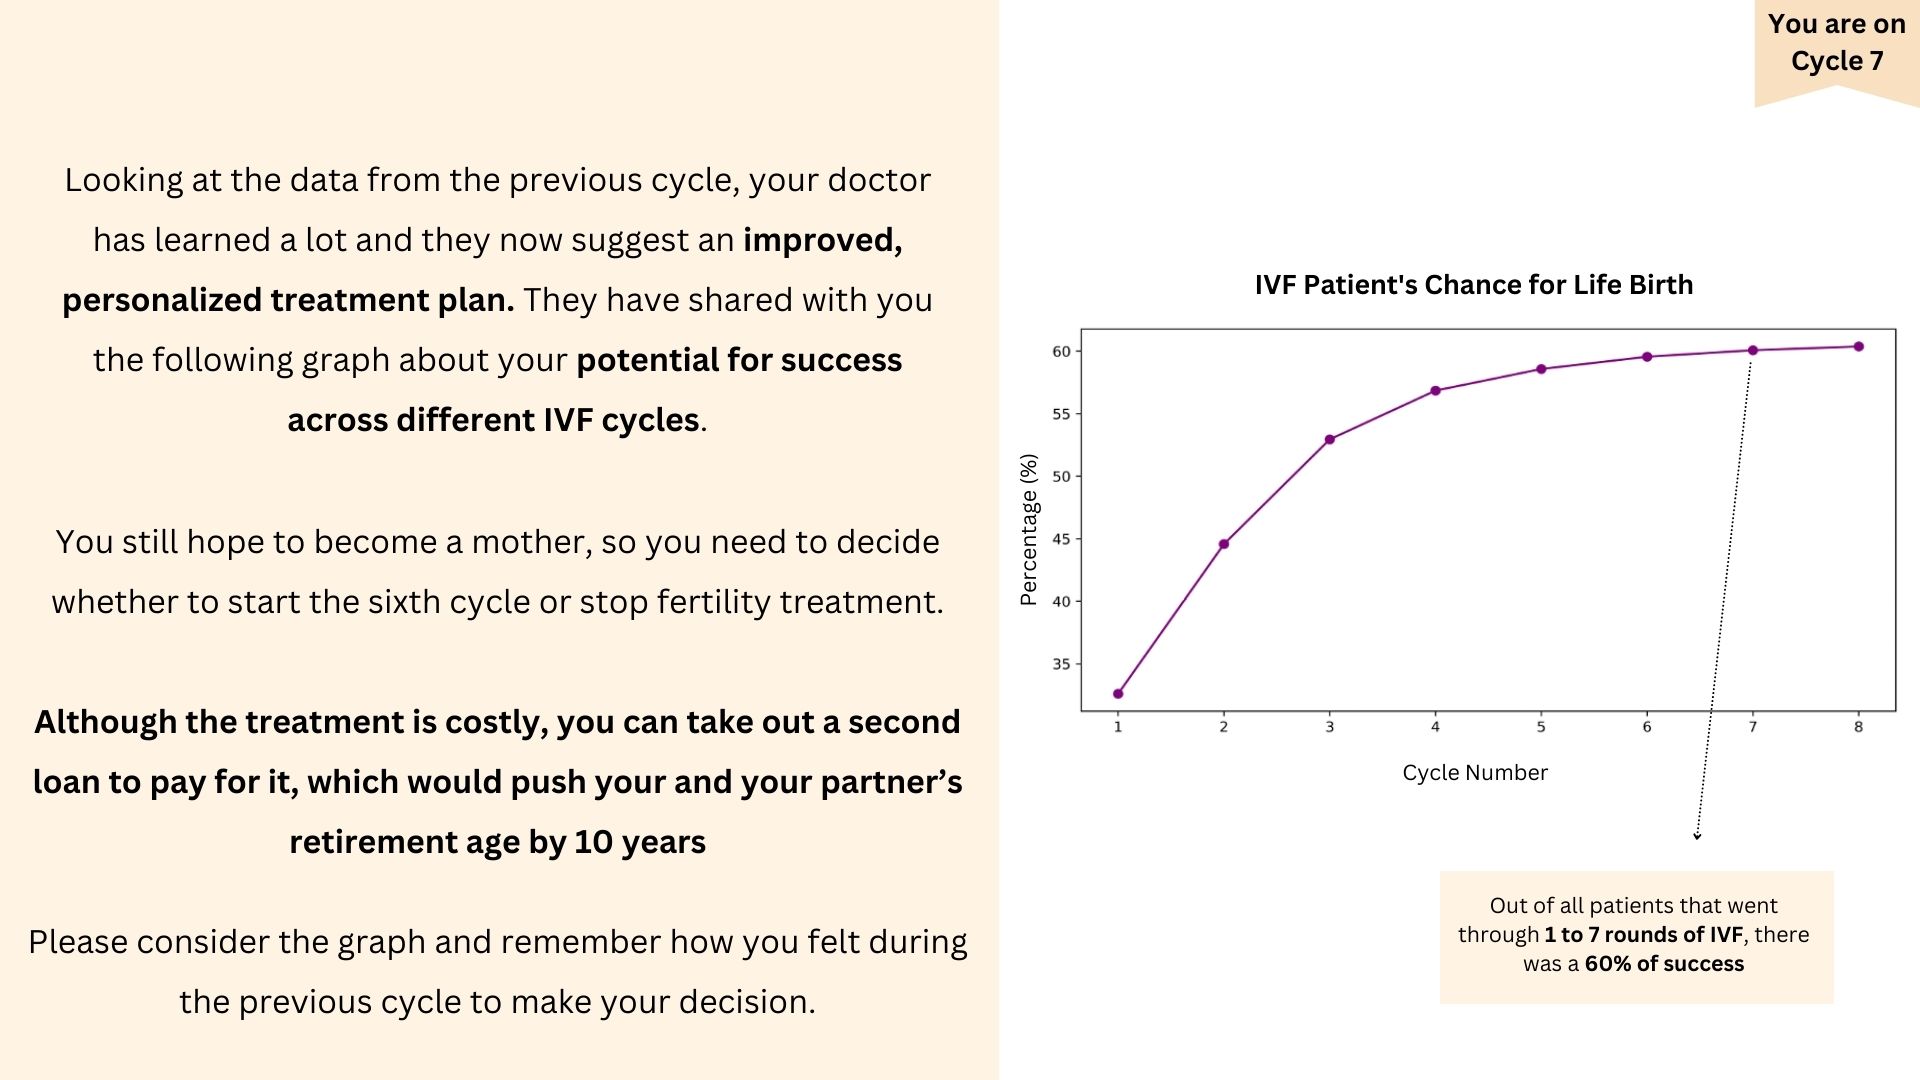 You are on
Cycle 7
Looking at the data from the previous cycle, your doctor
has learned a lot and they now suggest an improved,
personalized treatment plan. They have shared with you
the following graph about your potential for success
across different IVF cycles.
You still hope to become a mother, so you need to decide
whether to start the sixth cycle or stop fertility treatment.
Although the treatment is costly, you can take out a second
loan to pay for it, which would push your and your partner’s
retirement age by 10 years
Please consider the graph and remember how you felt during
the previous cycle to make your decision.
IVF Patient's Chance for Life Birth
Percentage (%)
60
55
50
45
40
35
1 2 3 4 5 6 7 8
Cycle Number
Out of all patients that went
through 1 to 7 rounds of IVF, there
was a 60% of success